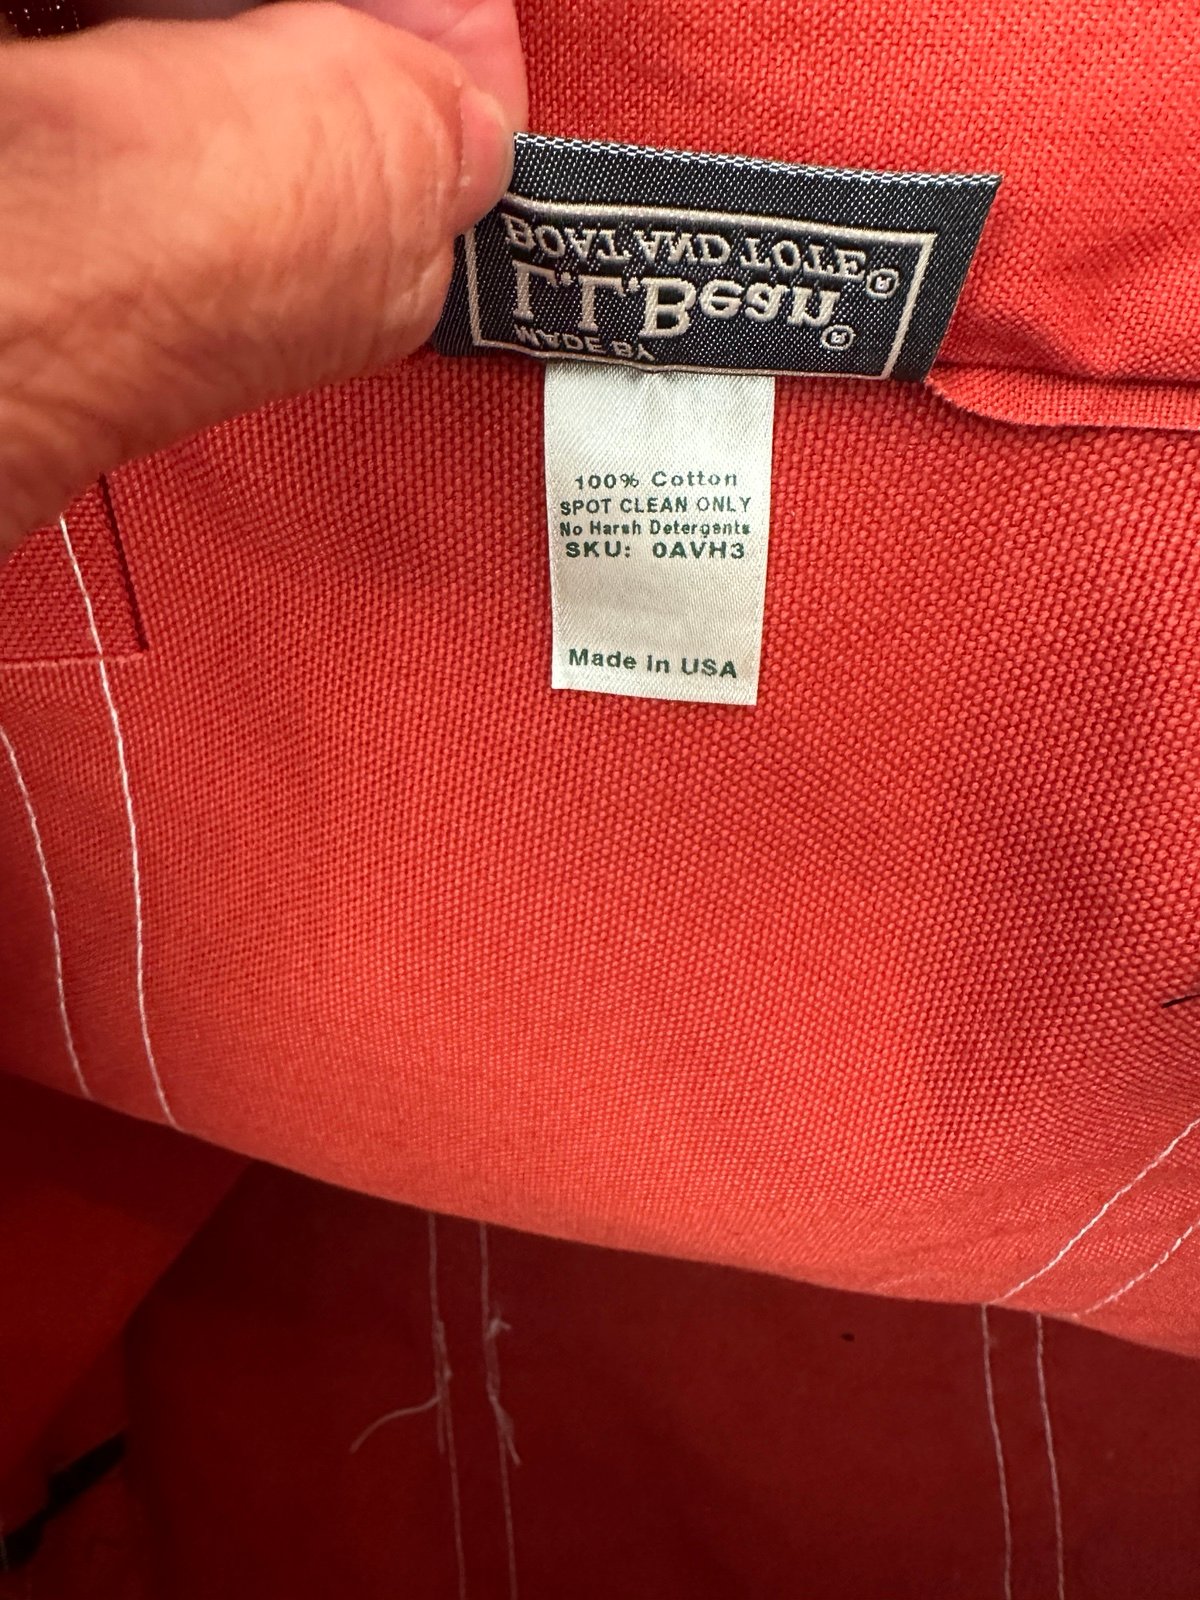 MADE BY
L.L.Bean®
BOAT AND TOTE®
100% Cotton
SPOT CLEAN ONLY
No Harsh Detergents
SKU: 0AVH3
Made in USA